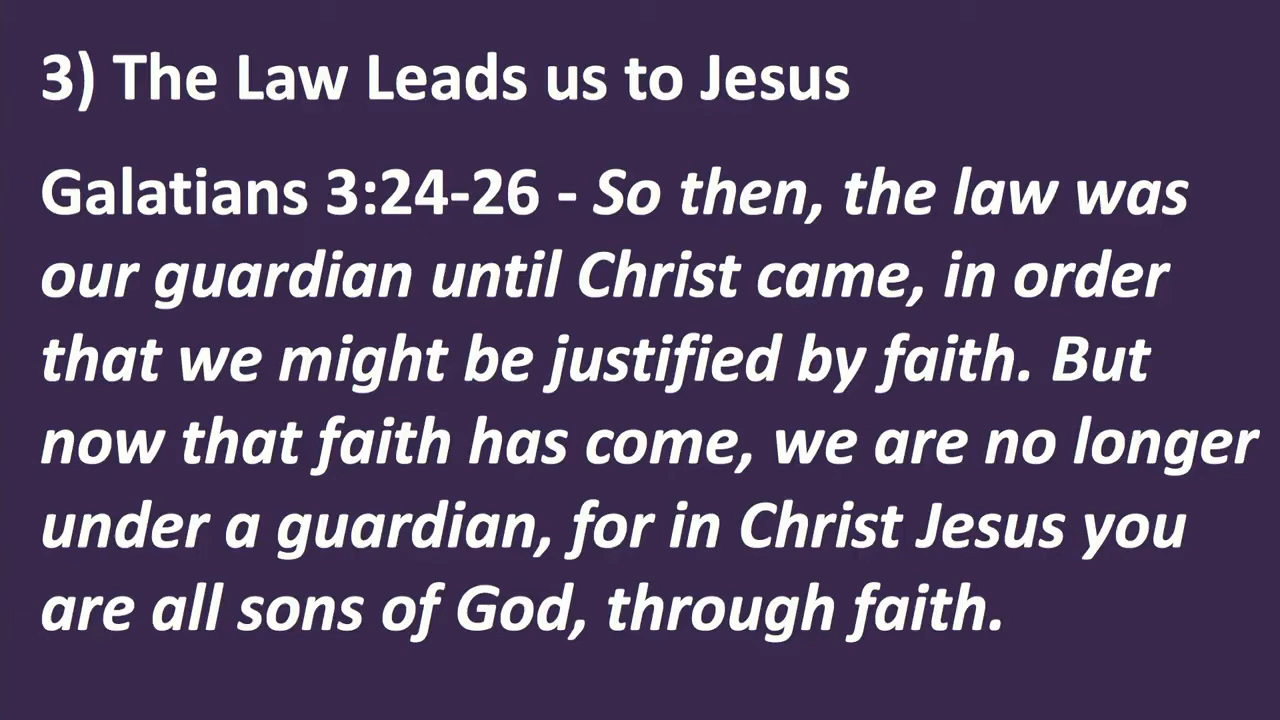 3) The Law Leads us to Jesus
Galatians 3:24-26 - So then, the law was
our guardian until Christ came, in order
that we might be justified by faith. But
now that faith has come, we are no longer
under a guardian, for in Christ Jesus you
are all sons of God, through faith.